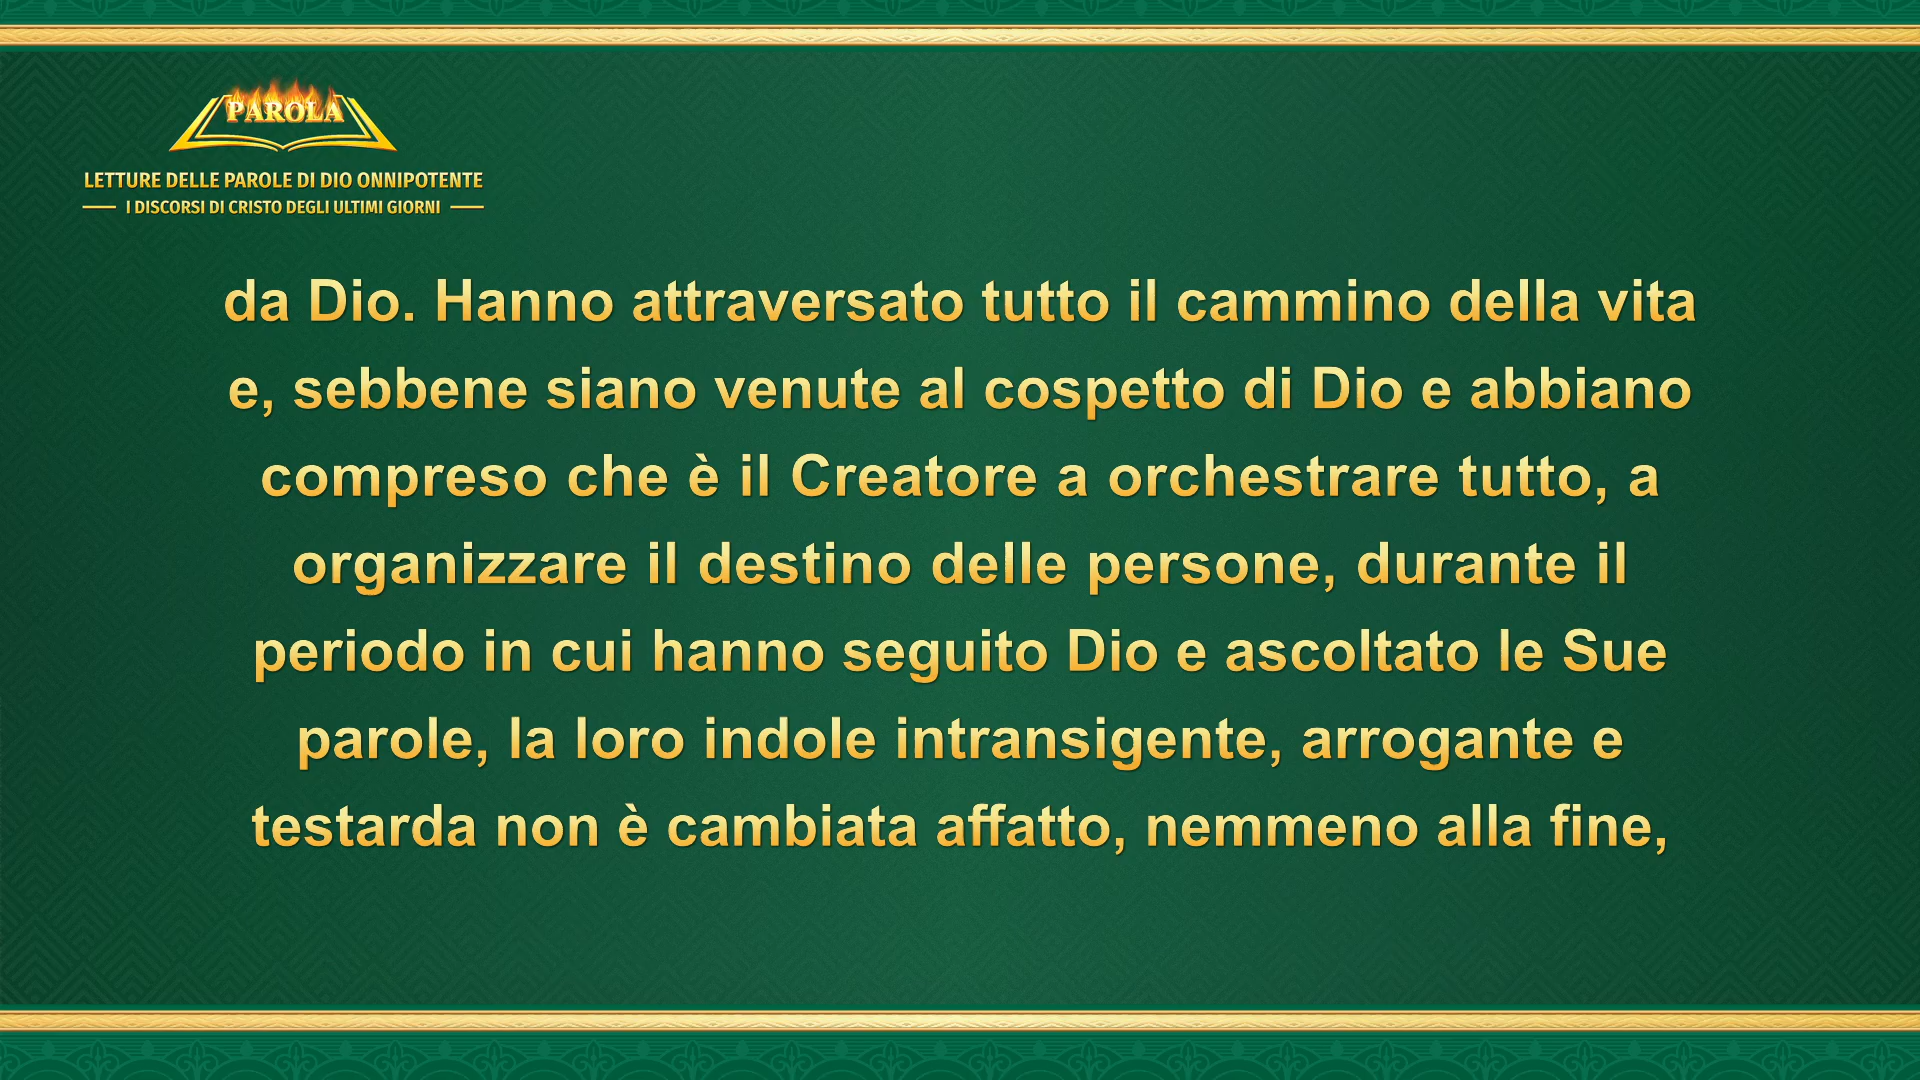 PAROLA
LETTURE DELLE PAROLE DI DIO ONNIPOTENTE
I DISCORSI DI CRISTO DEGLI ULTIMI GIORNI
da Dio. Hanno attraversato tutto il cammino della vita
e, sebbene siano venute al cospetto di Dio e abbiano
compreso che è il Creatore a orchestrare tutto, a
organizzare il destino delle persone, durante il
periodo in cui hanno seguito Dio e ascoltato le Sue
parole, la loro indole intransigente, arrogante e
testarda non è cambiata affatto, nemmeno alla fine,